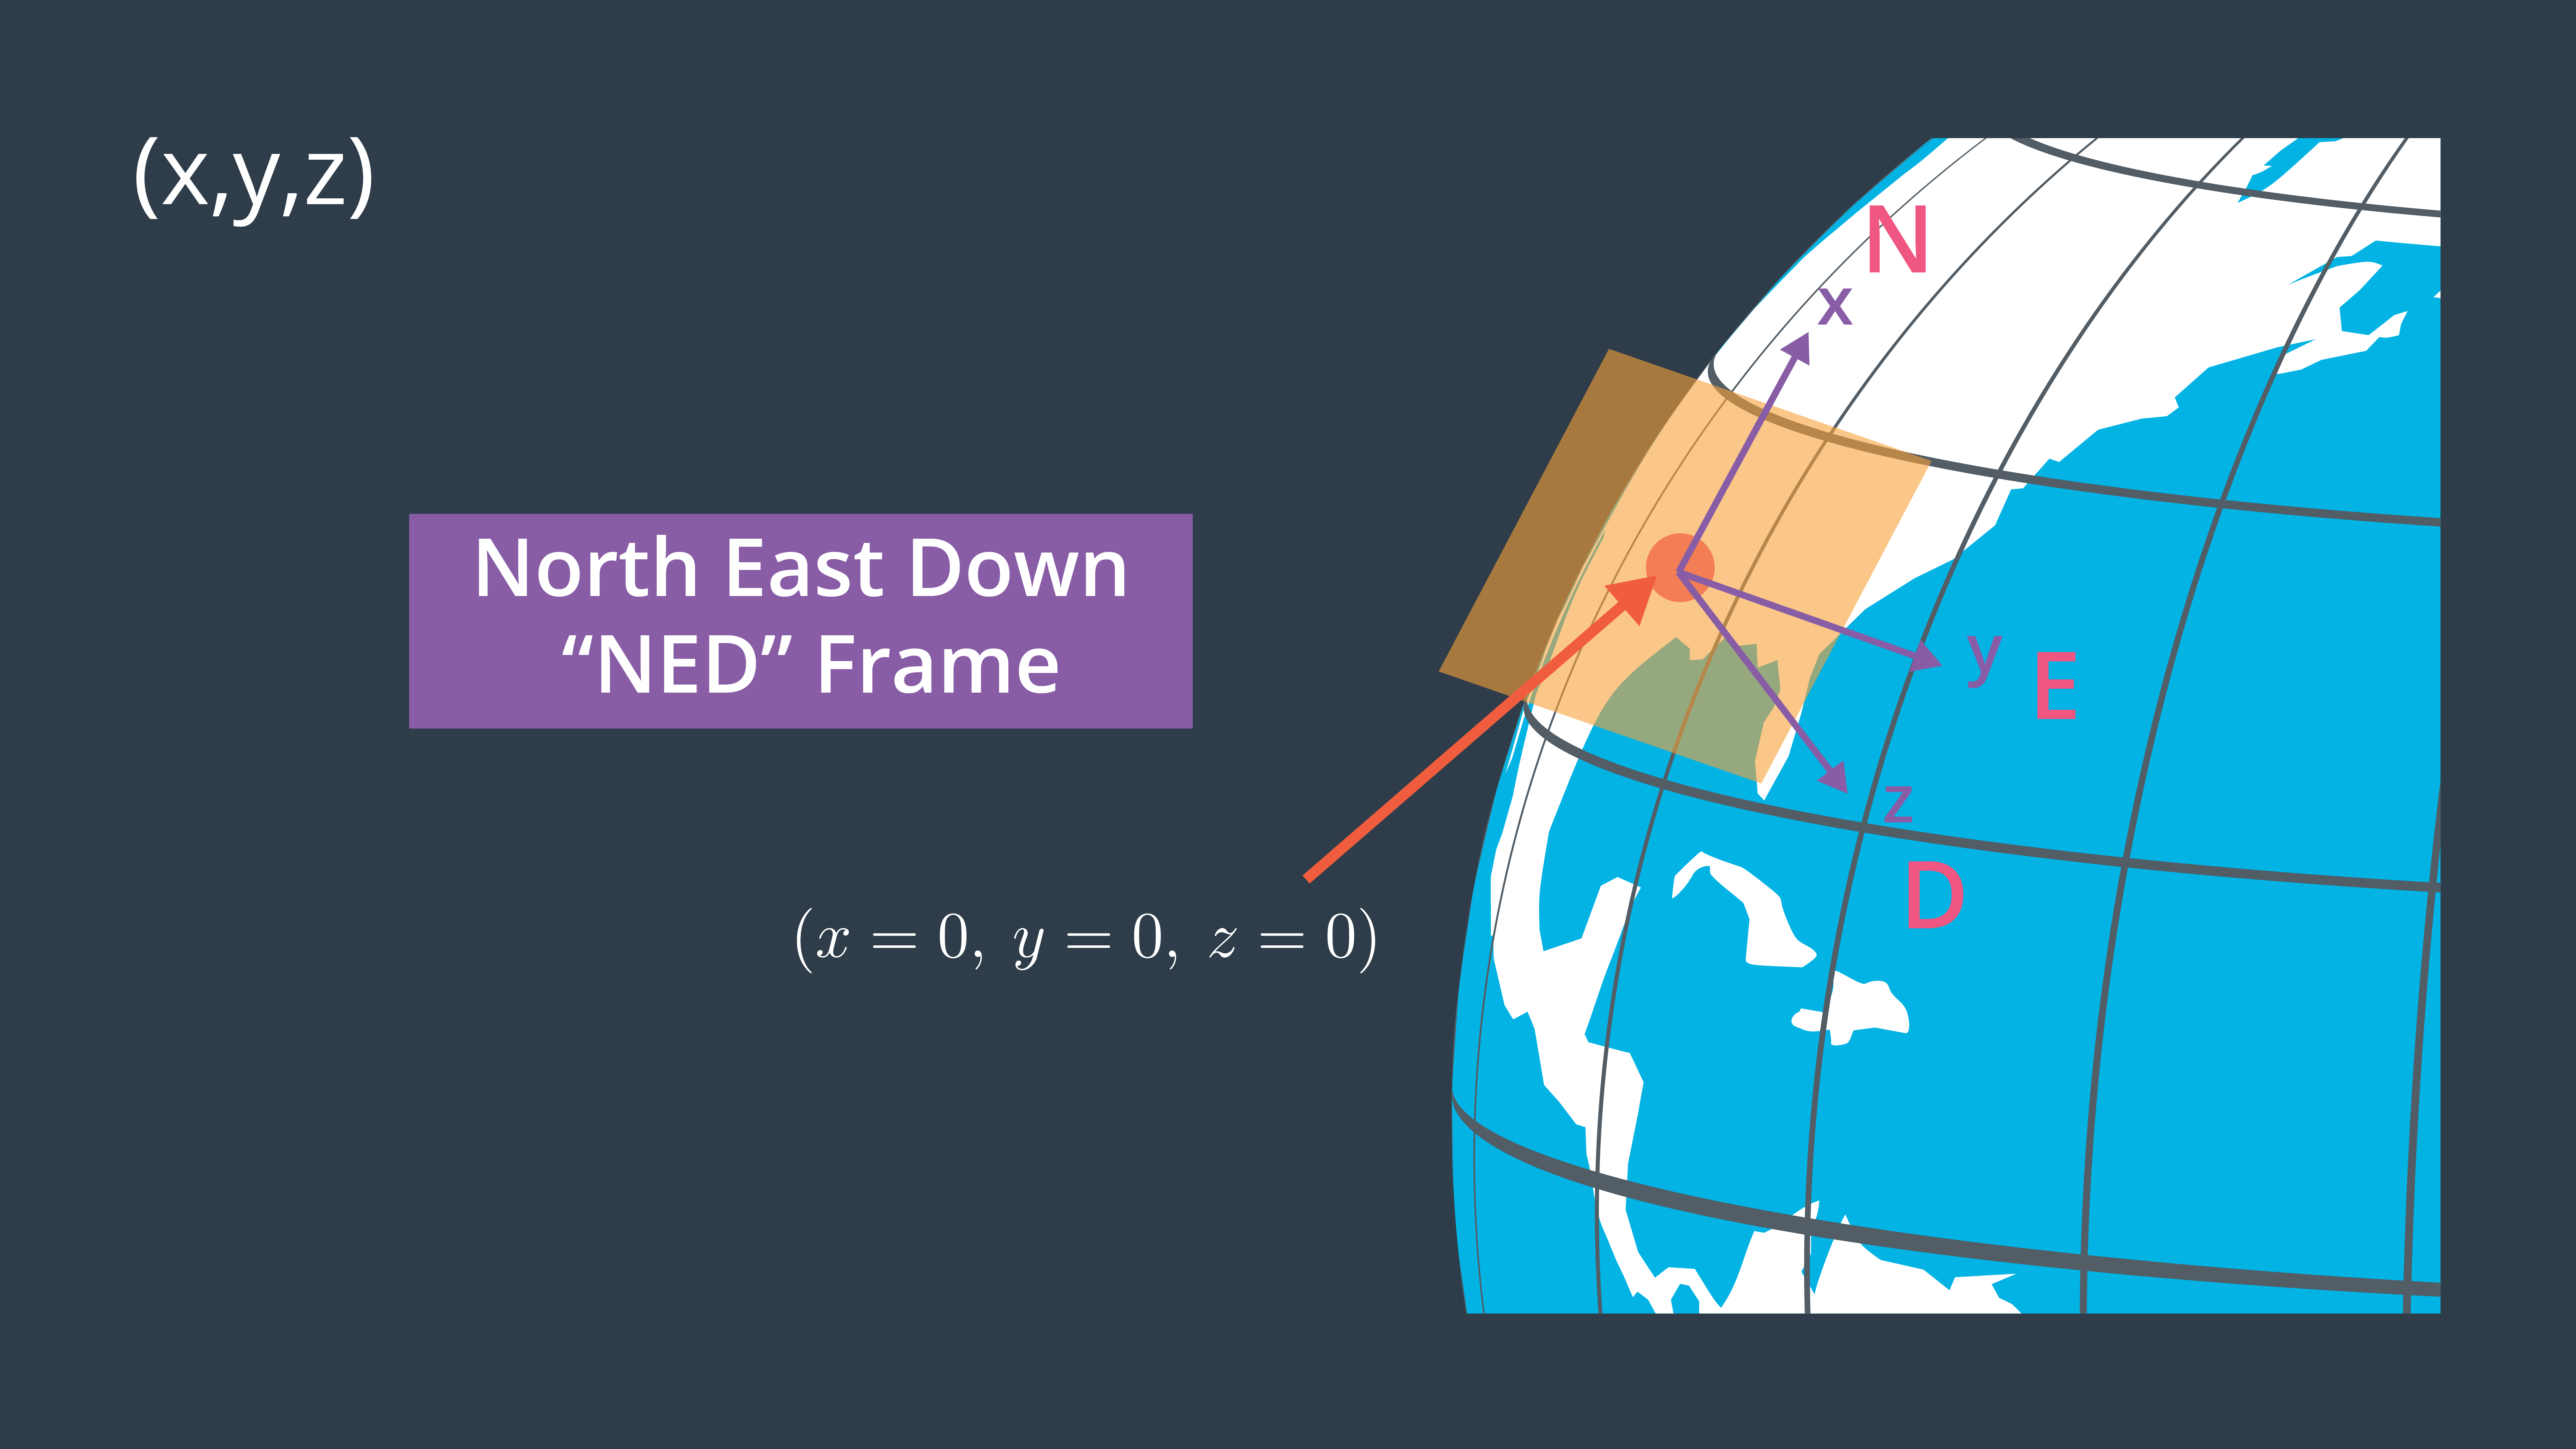 (x,y,z)
N
x
North East Down
“NED” Frame
y
E
z
D
(x = 0, y = 0, z = 0)